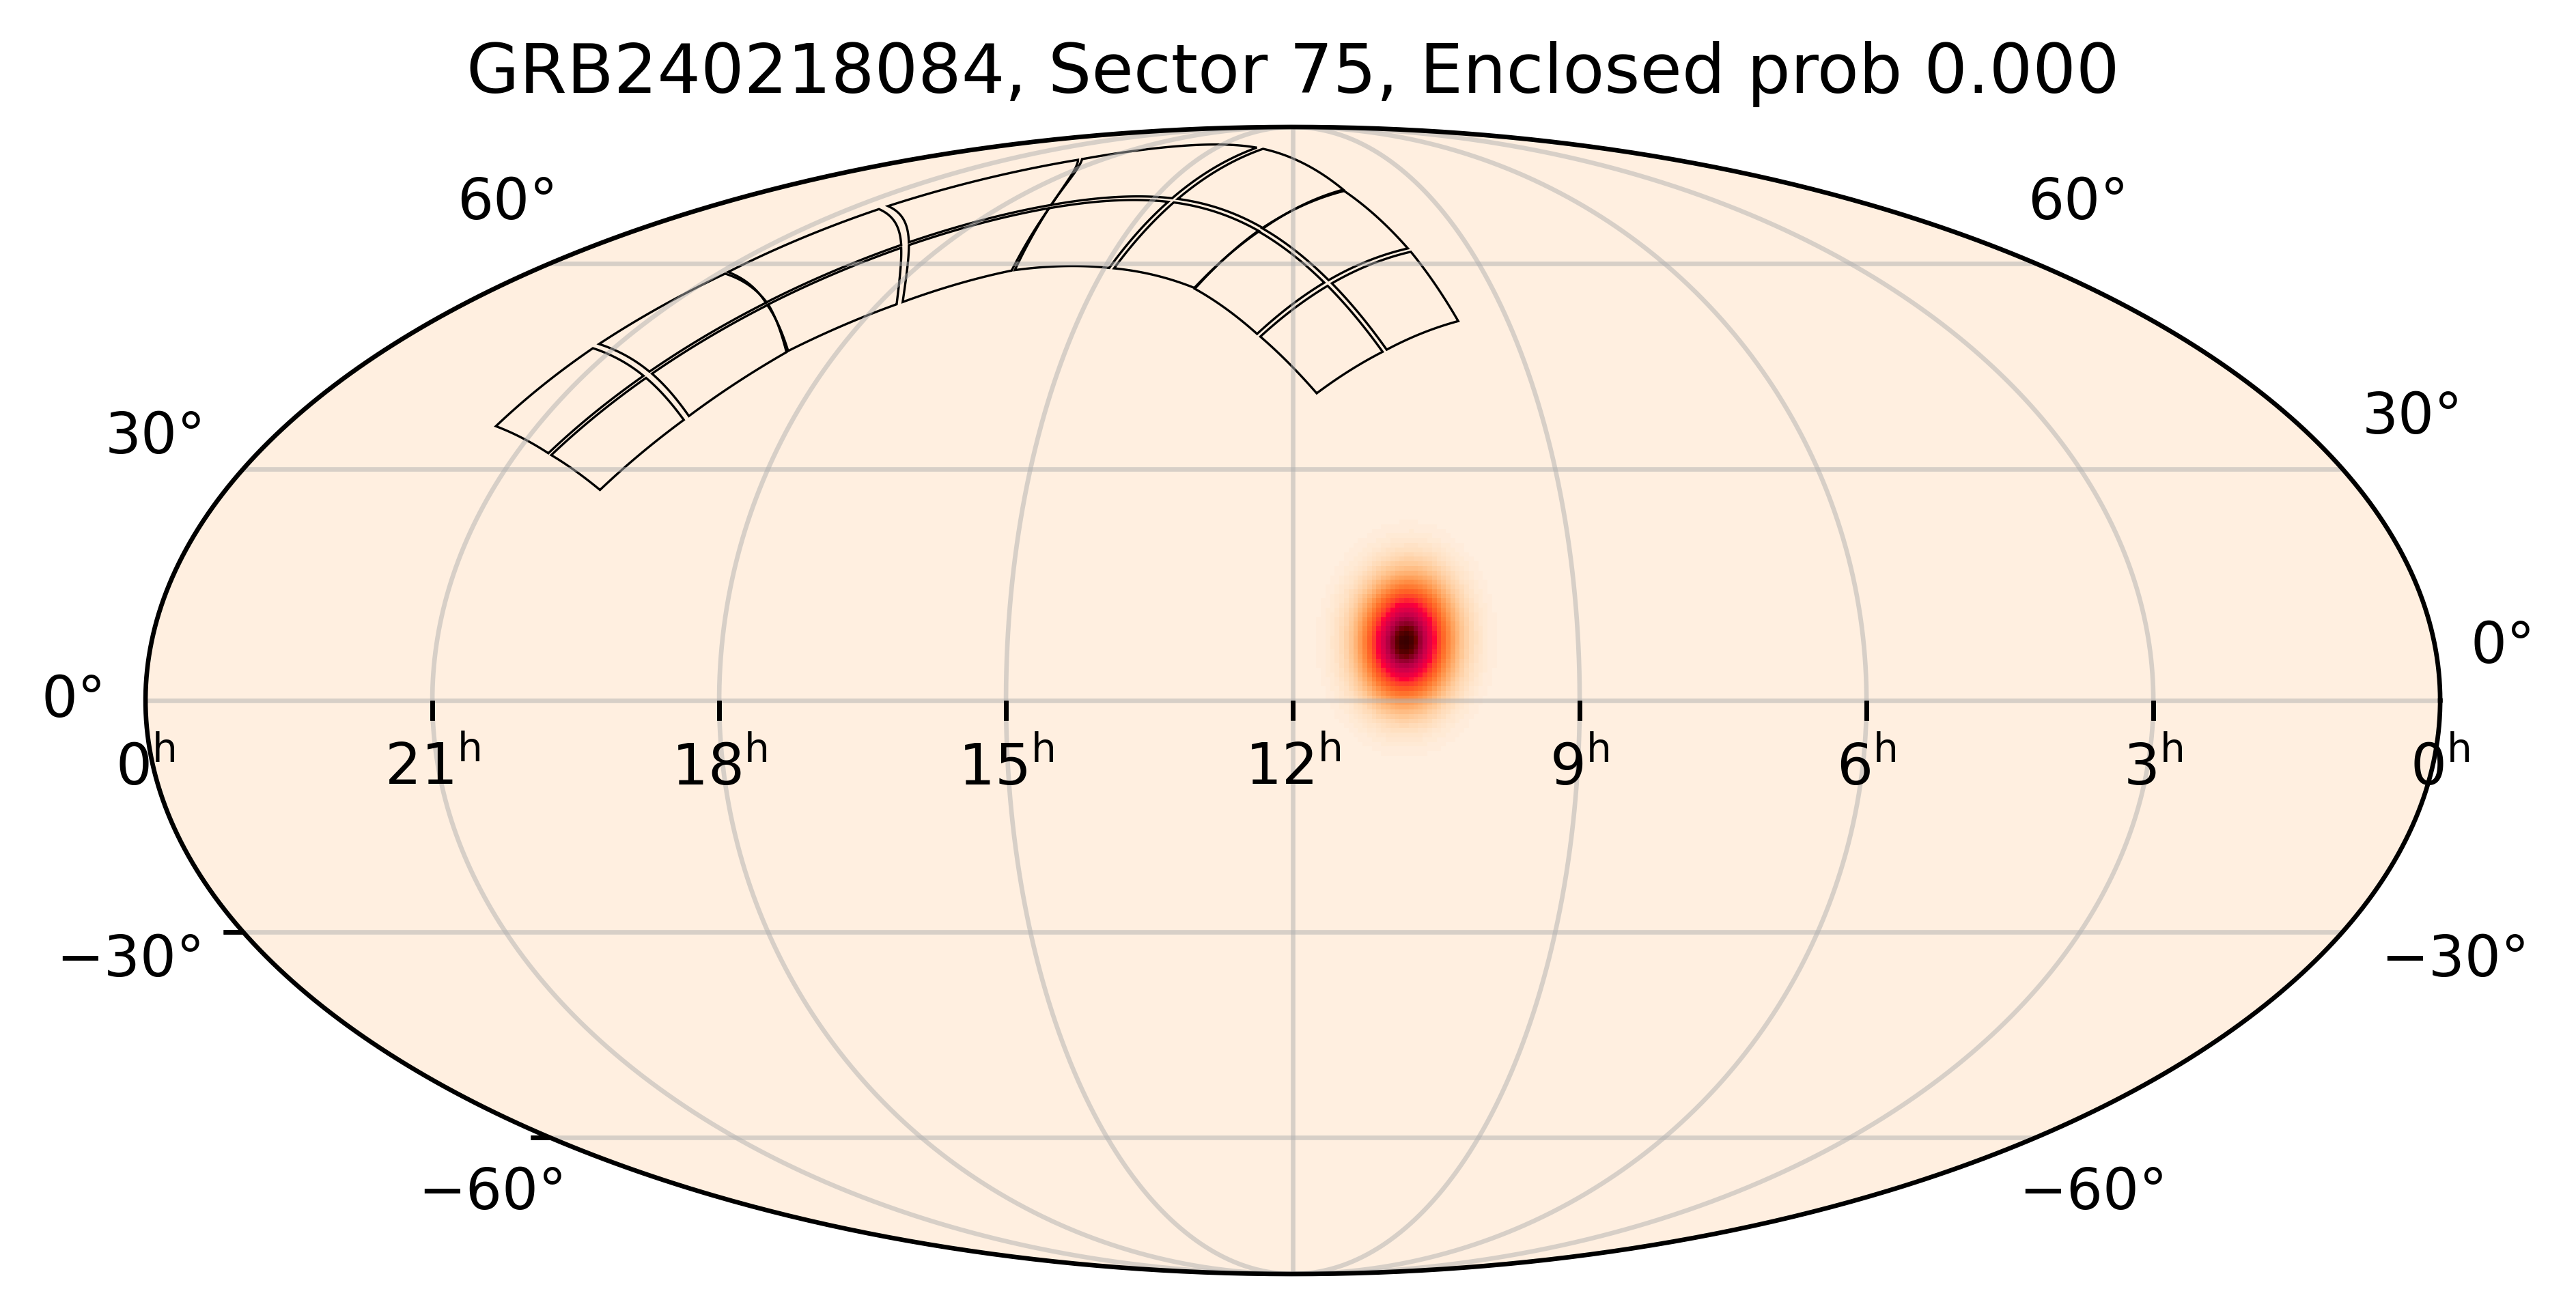 GRB240218084, Sector 75, Enclosed prob 0.000
60° 60°
30° 30°
0° 0°
0ʰ 21ʰ 18ʰ 15ʰ 12ʰ 9ʰ 6ʰ 3ʰ 0ʰ
−30° −30°
−60° −60°